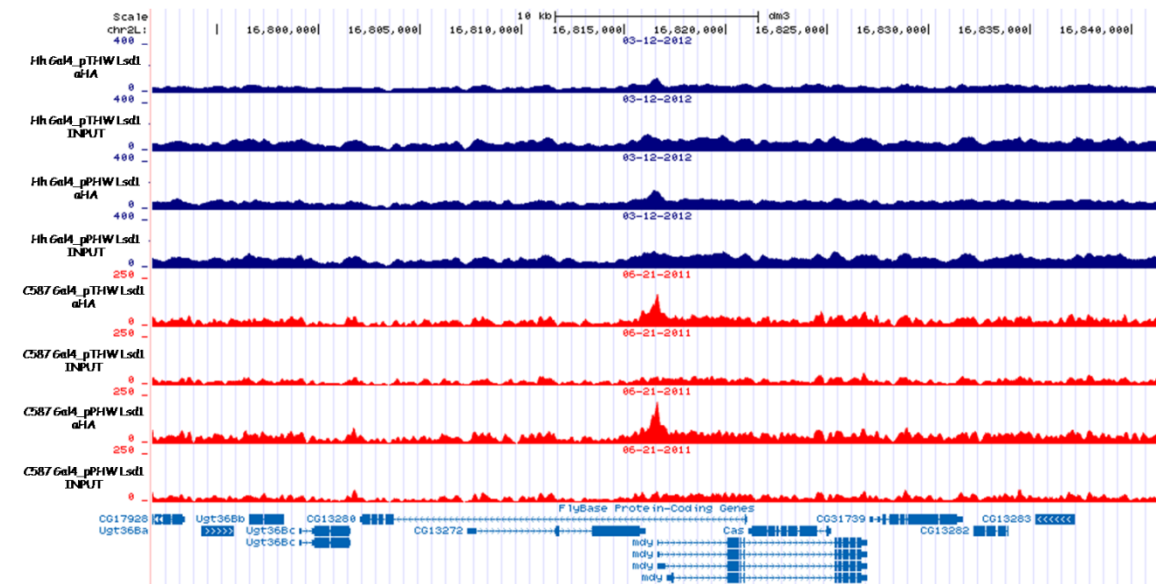 Scale 10 kb dm3
chr2L: 16,800,000 16,805,000 16,810,000 16,815,000 16,820,000 16,825,000 16,830,000 16,835,000 16,840,000
03-12-2012
400
Hh Gal4_pTHW Lsd1
aHA
0
03-12-2012
400
Hh Gal4_pTHW Lsd1
INPUT
0
03-12-2012
400
Hh Gal4_pPHW Lsd1
aHA
0
03-12-2012
400
Hh Gal4_pPHW Lsd1
INPUT
0
06-21-2011
250
C587 Gal4_pTHW Lsd1
aHA
0
06-21-2011
250
C587 Gal4_pTHW Lsd1
INPUT
0
06-21-2011
250
C587 Gal4_pPHW Lsd1
aHA
0
06-21-2011
250
C587 Gal4_pPHW Lsd1
INPUT
0
FlyBase Protein-Coding Genes
CG17928 Ugt36Bb CG13280 CG31739 CG13283
Ugt36Ba Ugt36Bc CG13272 Cas CG13282
Ugt36Bc mdy
mdy
mdy
mdy